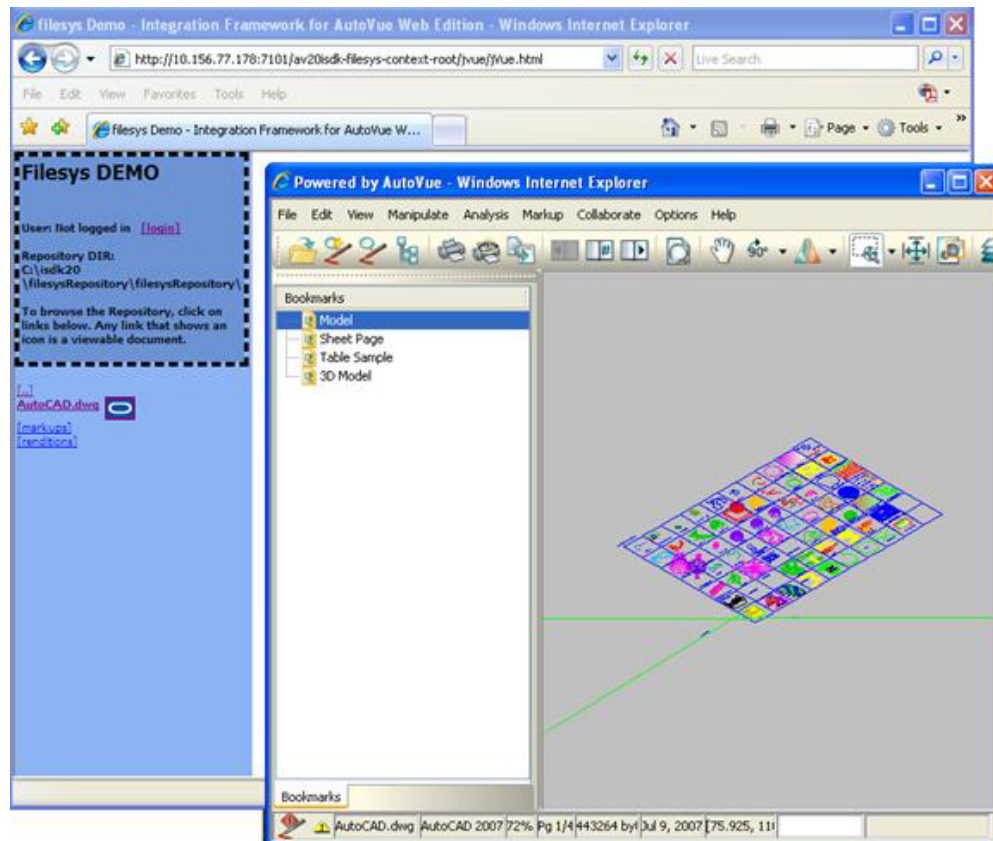 filesys Demo - Integration Framework for AutoVue Web Edition - Windows Internet Explorer
http://10.156.77.178:7101/av20isdk-filesys-context-root/jvue/jVue.html
Live Search
File Edit View Favorites Tools Help
filesys Demo - Integration Framework for AutoVue W...
Page Tools
Filesys DEMO
User: Not logged in [login]
Repository DIR:
C:\isdk20
\filesysRepository\filesysRepository\
To browse the Repository, click on
links below. Any link that shows an
icon is a viewable document.
[..]
AutoCAD.dwg
[markups]
[renditions]
Powered by AutoVue - Windows Internet Explorer
File Edit View Manipulate Analysis Markup Collaborate Options Help
90°
Bookmarks
Model
Sheet Page
Table Sample
3D Model
Bookmarks
AutoCAD.dwg AutoCAD 2007 72% Pg 1/4 443264 by Jul 9, 2007 [75.925, 11